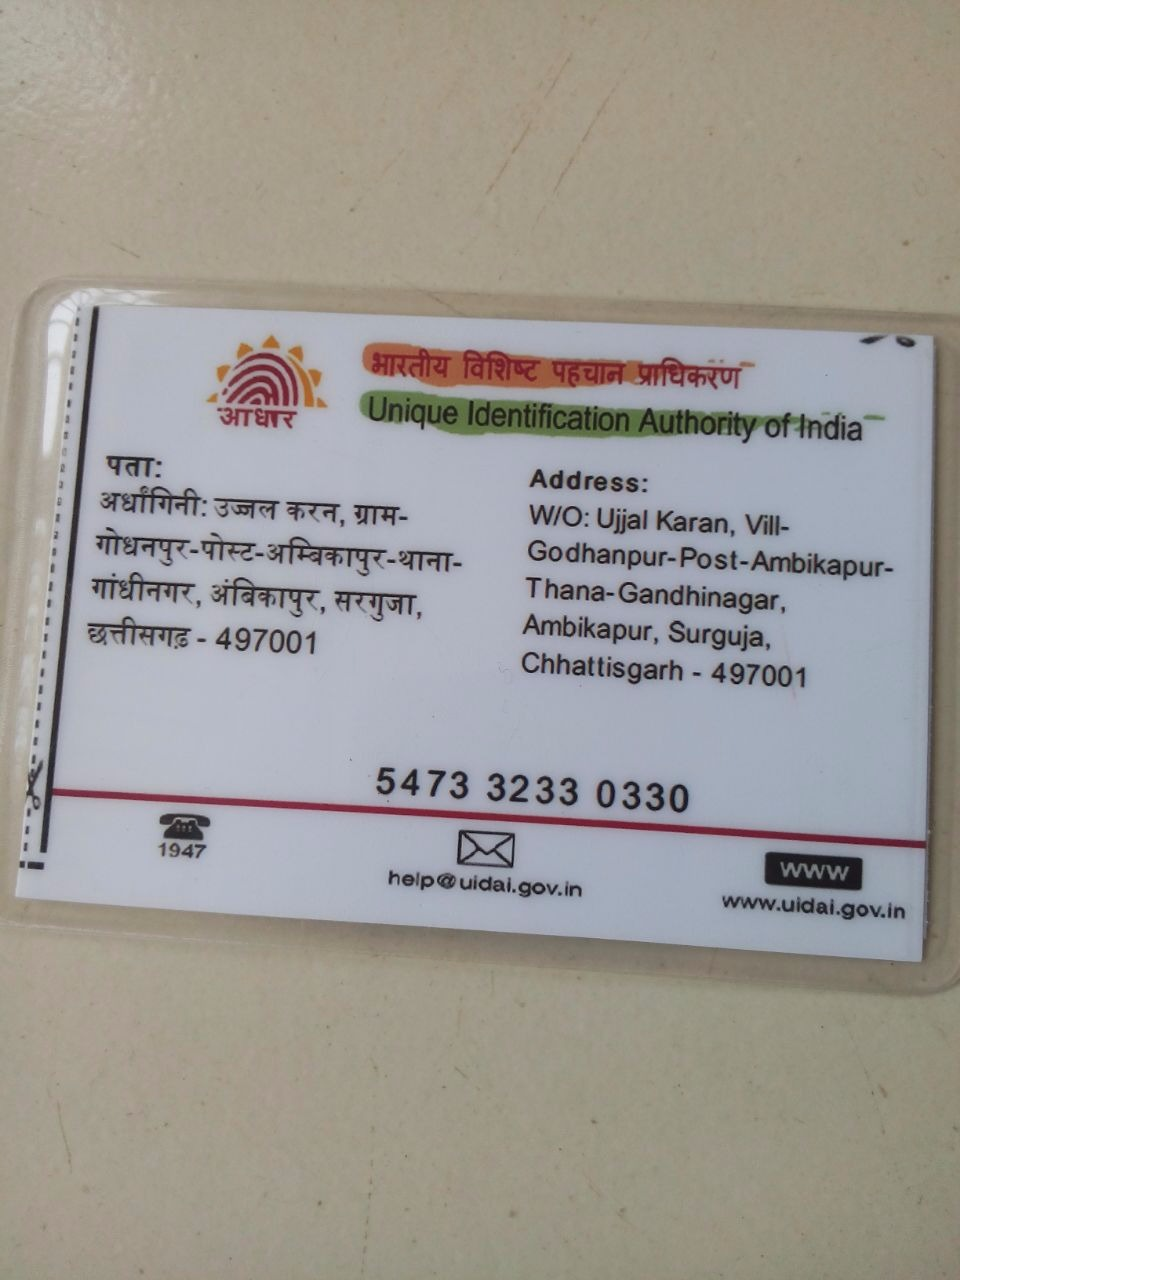 आधार
भारतीय विशिष्ट पहचान प्राधिकरण
Unique Identification Authority of India
पता:
अर्धांगिनी: उज्जल करन, ग्राम-
गोधनपुर-पोस्ट-अम्बिकापुर-थाना-
गांधीनगर, अंबिकापुर, सरगुजा,
छत्तीसगढ़ - 497001
Address:
W/O: Ujjal Karan, Vill-
Godhanpur-Post-Ambikapur-
Thana-Gandhinagar,
Ambikapur, Surguja,
Chhattisgarh - 497001
5473 3233 0330
1947
help@uidai.gov.in
www
www.uidai.gov.in